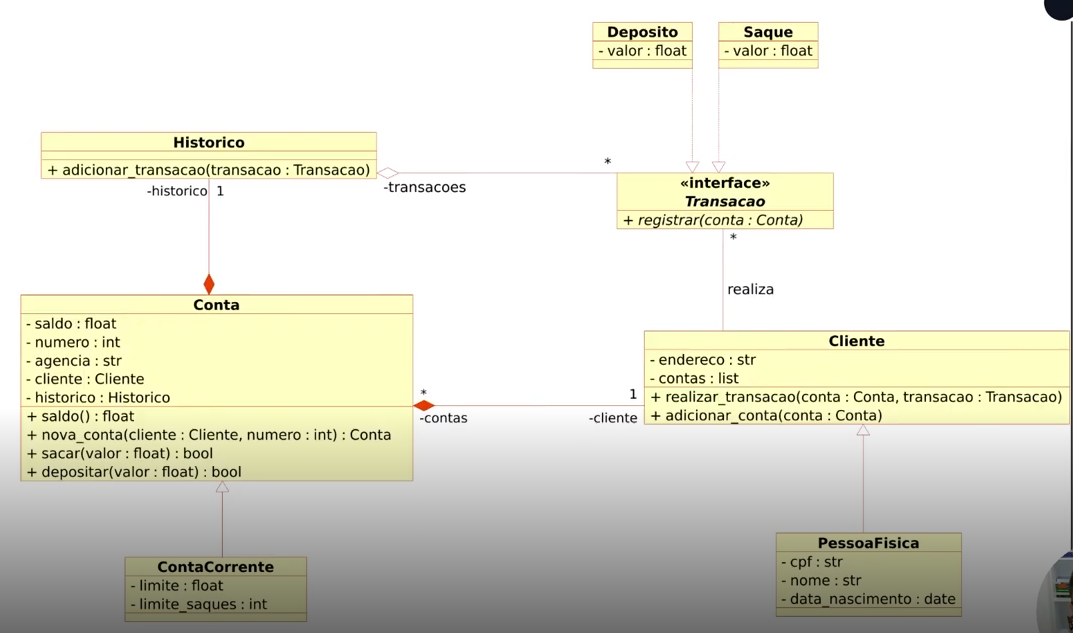 Deposito
- valor : float
Saque
- valor : float
Historico
+ adicionar_transacao(transacao : Transacao)
-historico 1
-transacoes
*
«interface»
Transacao
+ registrar(conta : Conta)
*
realiza
Conta
- saldo : float
- numero : int
- agencia : str
- cliente : Cliente
- historico : Historico
+ saldo() : float
+ nova_conta(cliente : Cliente, numero : int) : Conta
+ sacar(valor : float) : bool
+ depositar(valor : float) : bool
*
-contas
1
-cliente
Cliente
- endereco : str
- contas : list
+ realizar_transacao(conta : Conta, transacao : Transacao)
+ adicionar_conta(conta : Conta)
ContaCorrente
- limite : float
- limite_saques : int
PessoaFisica
- cpf : str
- nome : str
- data_nascimento : date